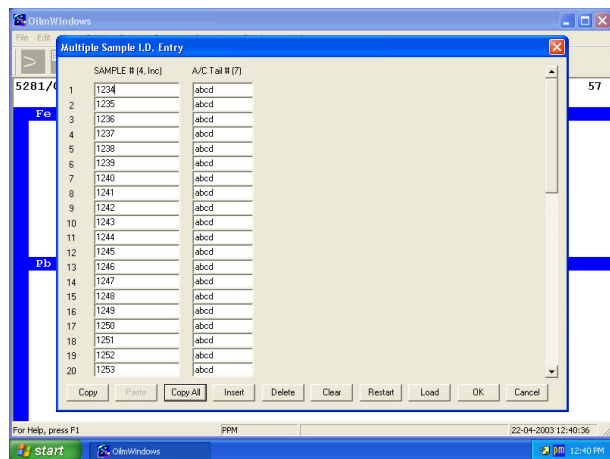 OilmWindows
File Edit
Multiple Sample I.D. Entry
SAMPLE # (4, Inc) A/C Tail # (7)
5281/0 57
Fe
Pb
1 1234 abcd
2 1235 abcd
3 1236 abcd
4 1237 abcd
5 1238 abcd
6 1239 abcd
7 1240 abcd
8 1241 abcd
9 1242 abcd
10 1243 abcd
11 1244 abcd
12 1245 abcd
13 1246 abcd
14 1247 abcd
15 1248 abcd
16 1249 abcd
17 1250 abcd
18 1251 abcd
19 1252 abcd
20 1253 abcd
Copy Paste Copy All Insert Delete Clear Restart Load OK Cancel
For Help, press F1 PPM 22-04-2003 12:40:36
start OilmWindows pm 12:40 PM